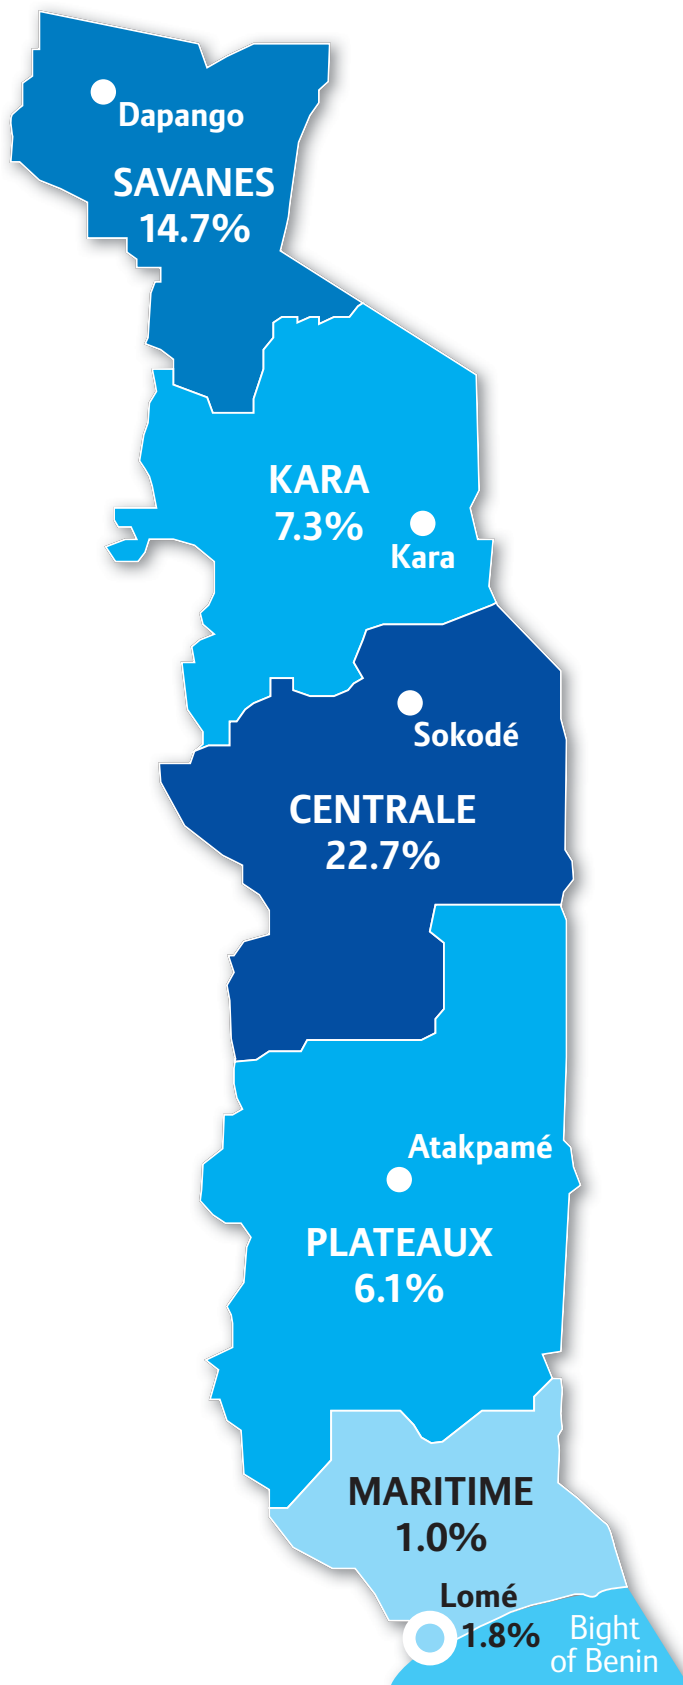 Dapango
SAVANES
14.7%
KARA
7.3%
Kara
Sokodé
CENTRALE
22.7%
Atakpamé
PLATEAUX
6.1%
MARITIME
1.0%
Lomé
1.8%
Bight
of Benin